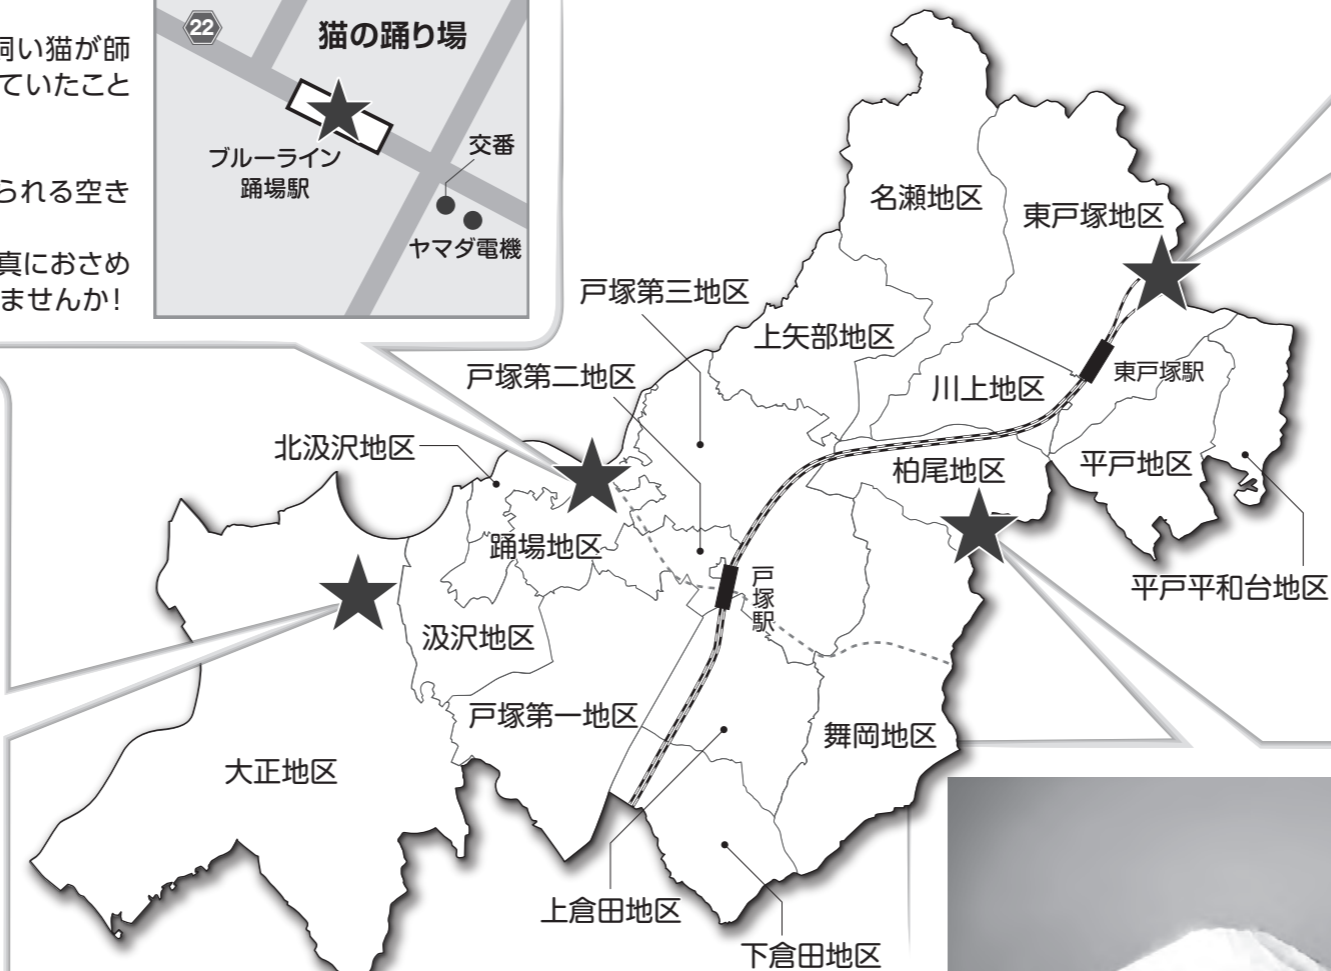 飼い猫が師
ていたこと
られる空き
真におさめ
ませんか！
22
猫の踊り場
ブルーライン
踊場駅
交番
ヤマダ電機
名瀬地区
東戸塚地区
戸塚第三地区
上矢部地区
戸塚第二地区
川上地区
東戸塚駅
北汲沢地区
柏尾地区
平戸地区
踊場地区
戸塚駅
平戸平和台地区
汲沢地区
戸塚第一地区
舞岡地区
大正地区
上倉田地区
下倉田地区